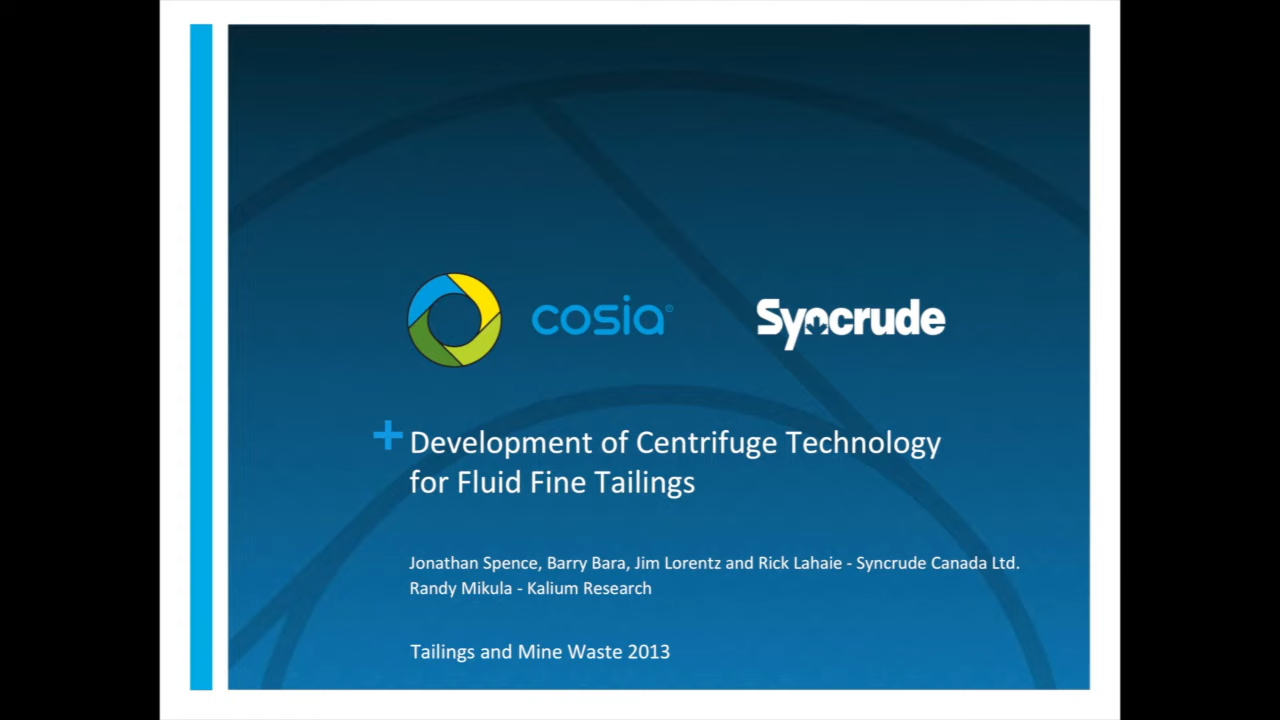 cosia®
Syncrude
Development of Centrifuge Technology
for Fluid Fine Tailings
Jonathan Spence, Barry Bara, Jim Lorentz and Rick Lahaie - Syncrude Canada Ltd.
Randy Mikula - Kalium Research
Tailings and Mine Waste 2013